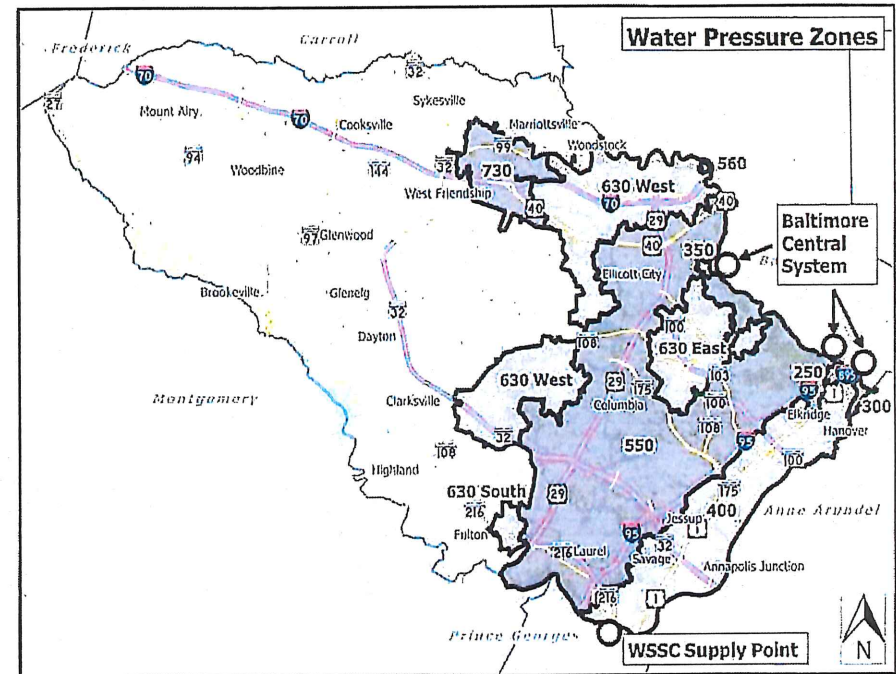 Water Pressure Zones
Frederick
Carroll
70
32
27
Mount Airy
70
Sykesville
Cooksville
Marriottsville
94
99
Woodstock
560
Woodbine
144
32
730
630 West
West Friendship
70
40
29
40
40
350
Baltimore
Central
System
97
Glenwood
Ellicott City
Brookeville
Glenelg
32
Dayton
108
100
630 East
630 West
29
175
103
250
895
95
1
Montgomery
Clarksville
Columbia
100
Elkridge
300
Hanover
32
108
550
95
108
100
Highland
630 South
29
175
Anne Arundel
216
400
Fulton
Jessup
1
95
32
216
Laurel
Savage
Annapolis Junction
216
1
Prince Georges
WSSC Supply Point
N